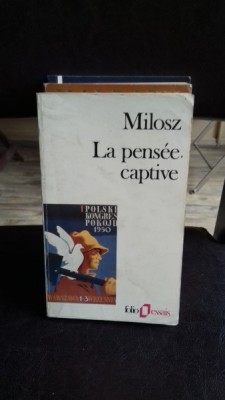 Milosz
La pensée
captive
I POLSKI
KONGRES
POKOJU
1950
folio essais